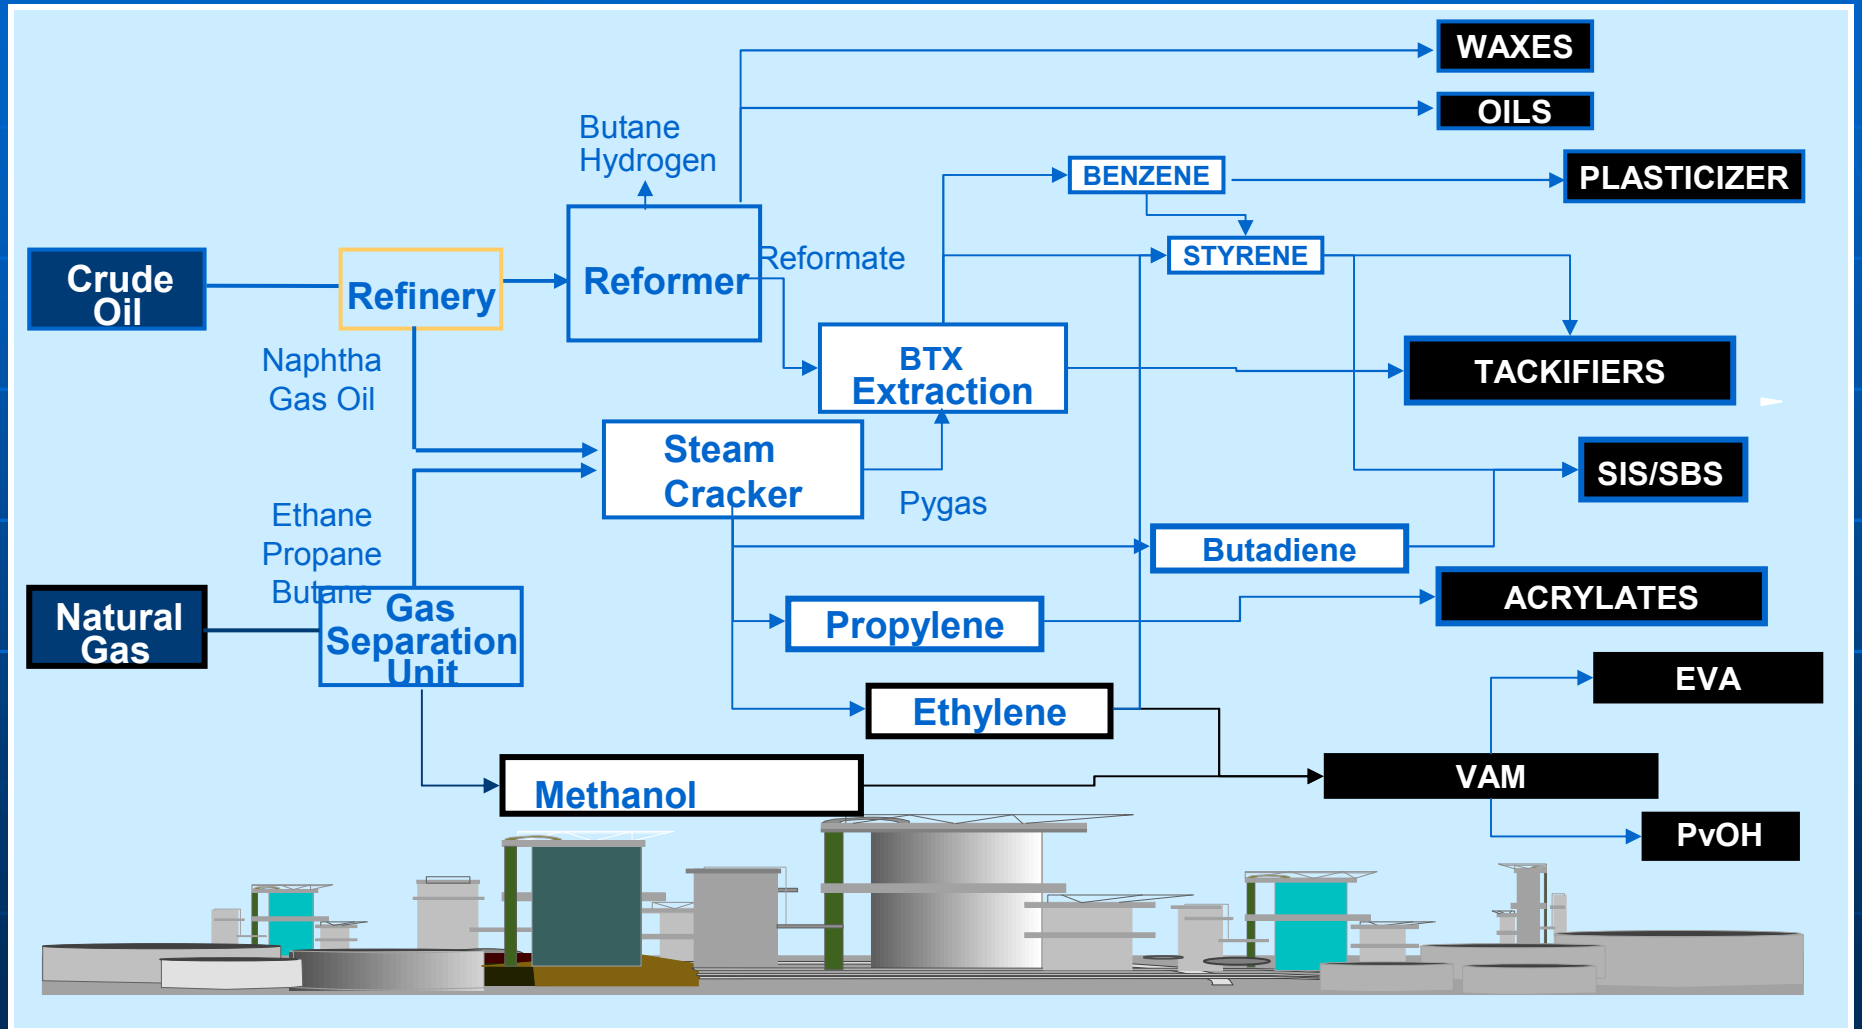 WAXES
OILS
Butane
Hydrogen
BENZENE
PLASTICIZER
STYRENE
Reformate
Crude
Oil
Refinery
Reformer
Naphtha
Gas Oil
BTX
Extraction
TACKIFIERS
Steam
Cracker
Pygas
SIS/SBS
Ethane
Propane
Butane
Butadiene
Natural
Gas
Gas
Separation
Unit
Propylene
ACRYLATES
Ethylene
EVA
Methanol
VAM
PvOH